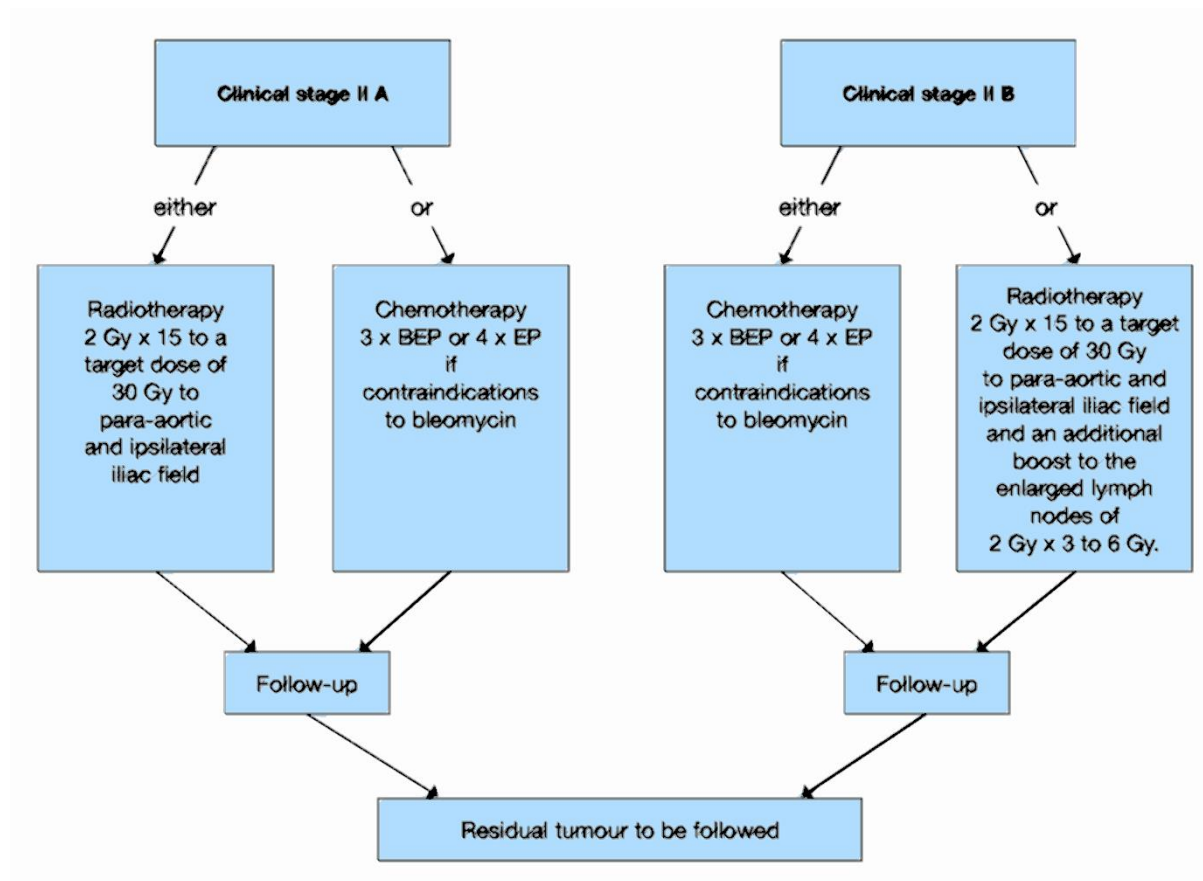 Clinical stage II A
Clinical stage II B
either
or
either
or
Radiotherapy
2 Gy x 15 to a
target dose of
30 Gy to
para-aortic
and ipsilateral
iliac field
Chemotherapy
3 x BEP or 4 x EP
if
contraindications
to bleomycin
Chemotherapy
3 x BEP or 4 x EP
if
contraindications
to bleomycin
Radiotherapy
2 Gy x 15 to a target
dose of 30 Gy
to para-aortic and
ipsilateral iliac field
and an additional
boost to the
enlarged lymph
nodes of
2 Gy x 3 to 6 Gy.
Follow-up
Follow-up
Residual tumour to be followed